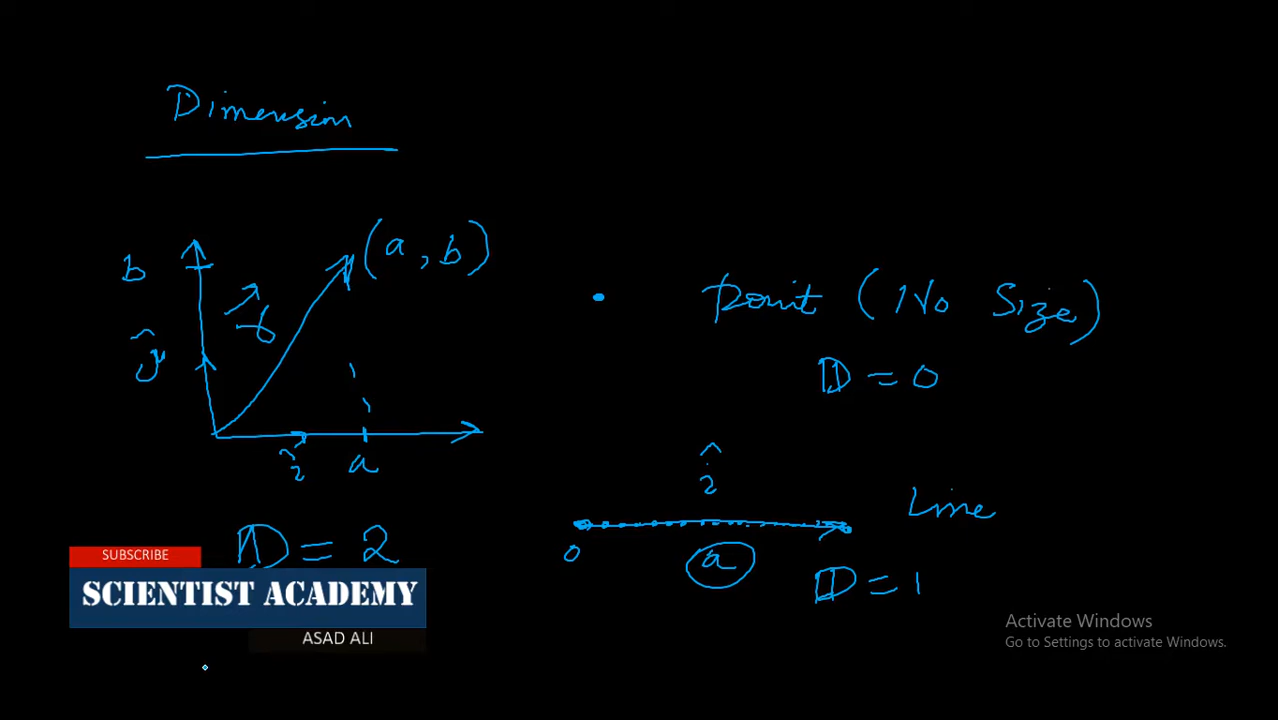 Dimension
b
(a, b)
ĵ
î
a
D = 2
Point (No Size)
D = 0
î
Line
0
a
D = 1
SUBSCRIBE
SCIENTIST ACADEMY
ASAD ALI
Activate Windows
Go to Settings to activate Windows.